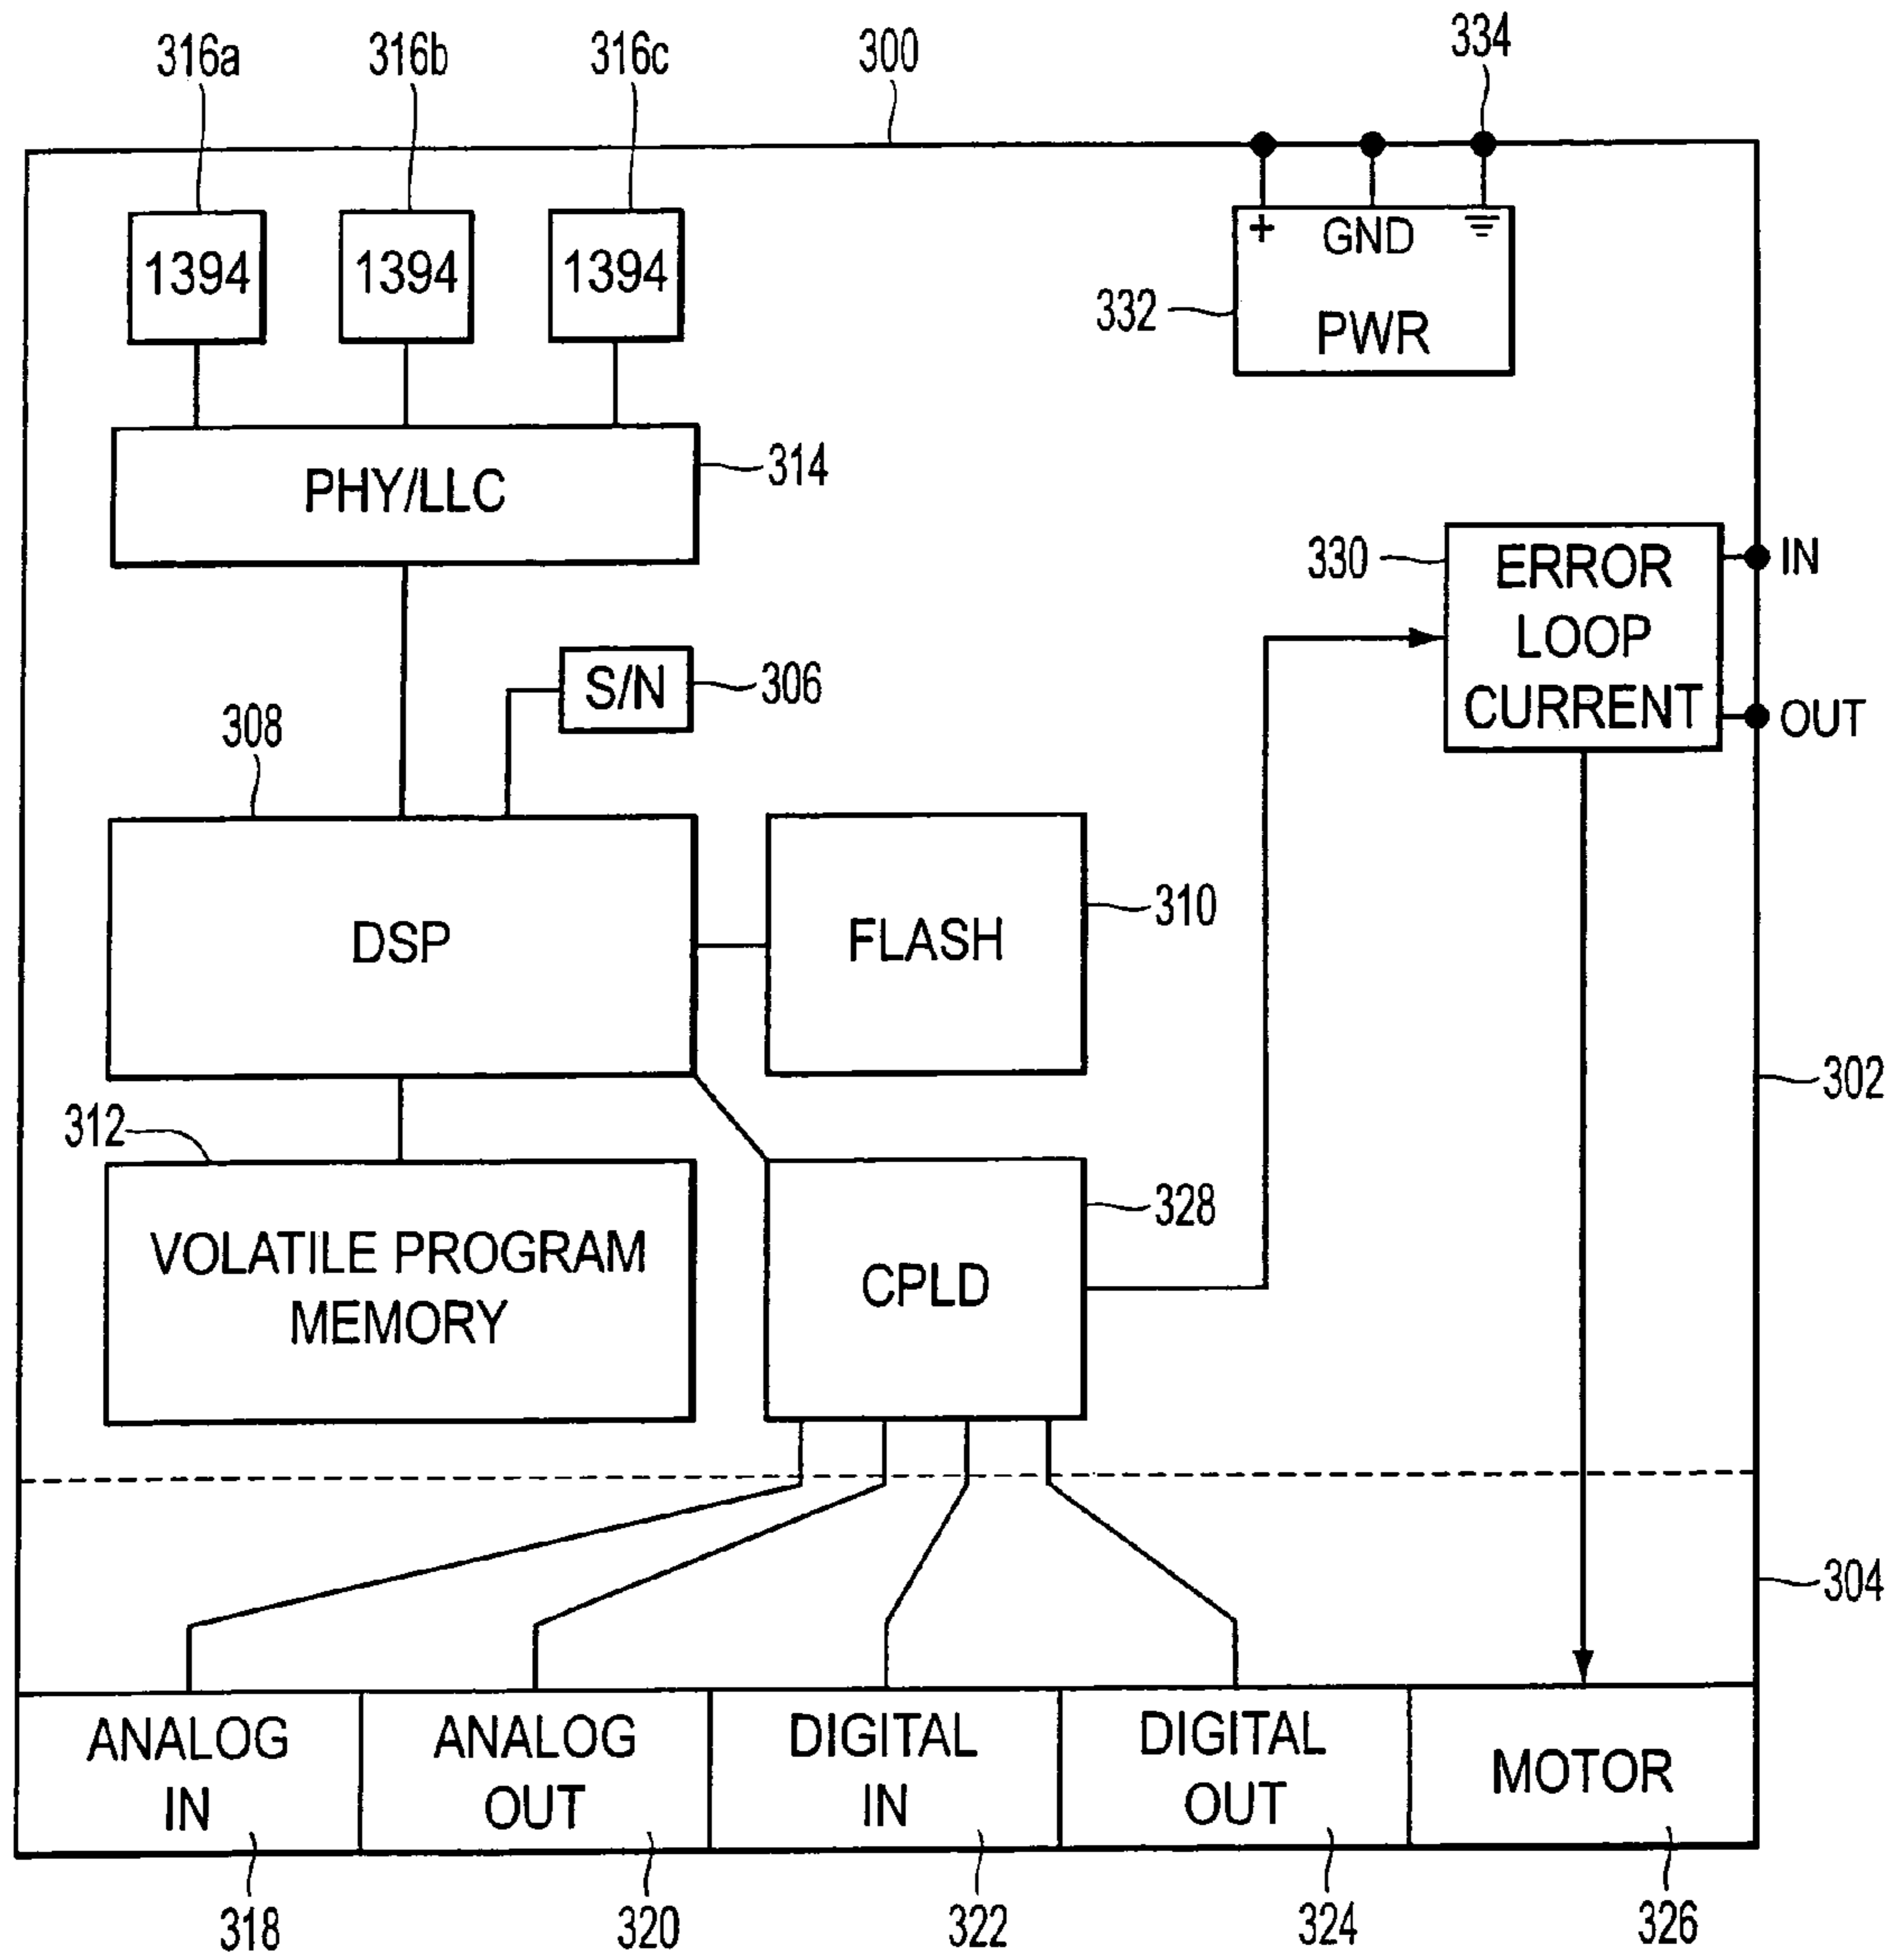 316a
316b
316c
300
334
1394
1394
1394
+ GND
PWR
332
PHY/LLC
314
330
ERROR
LOOP
CURRENT
IN
OUT
S/N
306
308
DSP
FLASH
310
302
312
VOLATILE PROGRAM
MEMORY
CPLD
328
304
ANALOG
IN
ANALOG
OUT
DIGITAL
IN
DIGITAL
OUT
MOTOR
318
320
322
324
326